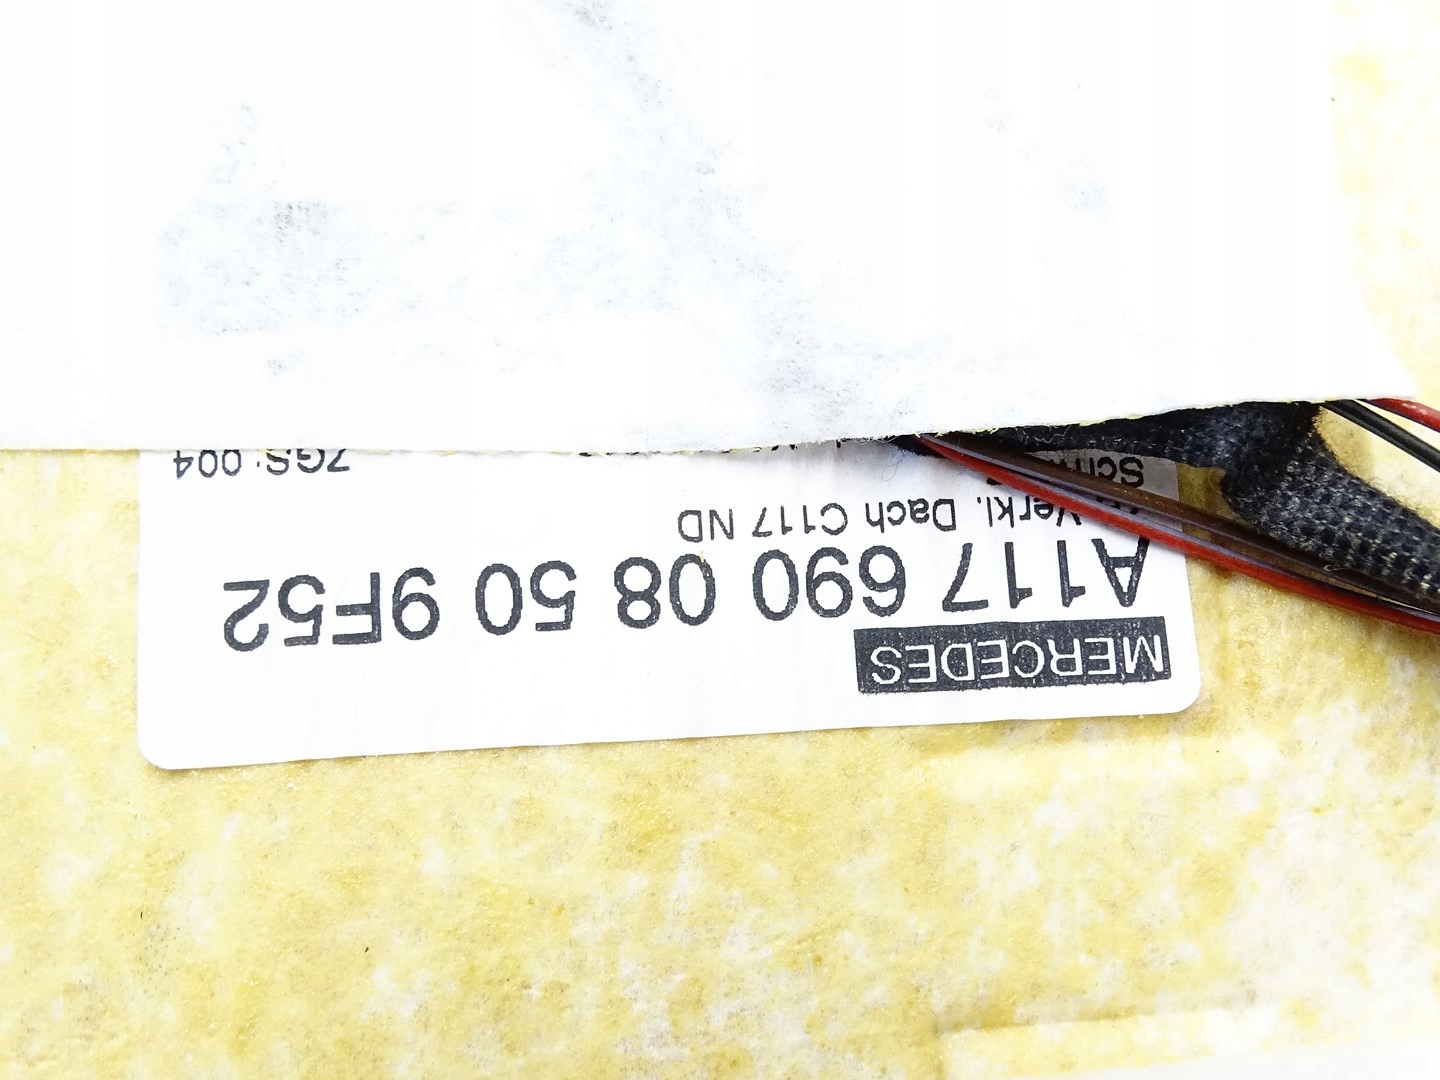 MERCEDES
A117 690 08 50 9F52
Verkl. Dach C117 ND
ZGS: 004